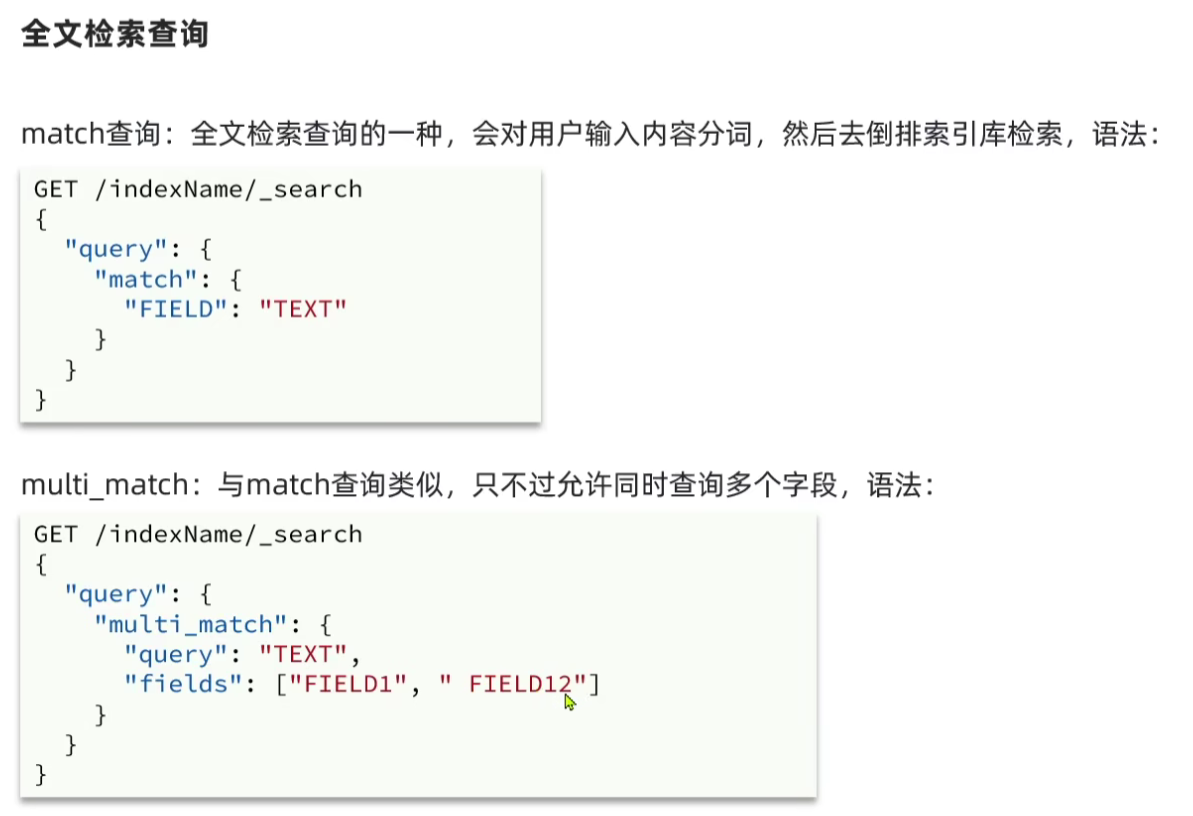 全文检索查询
match查询：全文检索查询的一种，会对用户输入内容分词，然后去倒排索引库检索，语法：
GET /indexName/_search
{
  "query": {
    "match": {
      "FIELD": "TEXT"
    }
  }
}
multi_match：与match查询类似，只不过允许同时查询多个字段，语法：
GET /indexName/_search
{
  "query": {
    "multi_match": {
      "query": "TEXT",
      "fields": ["FIELD1", " FIELD12"]
    }
  }
}